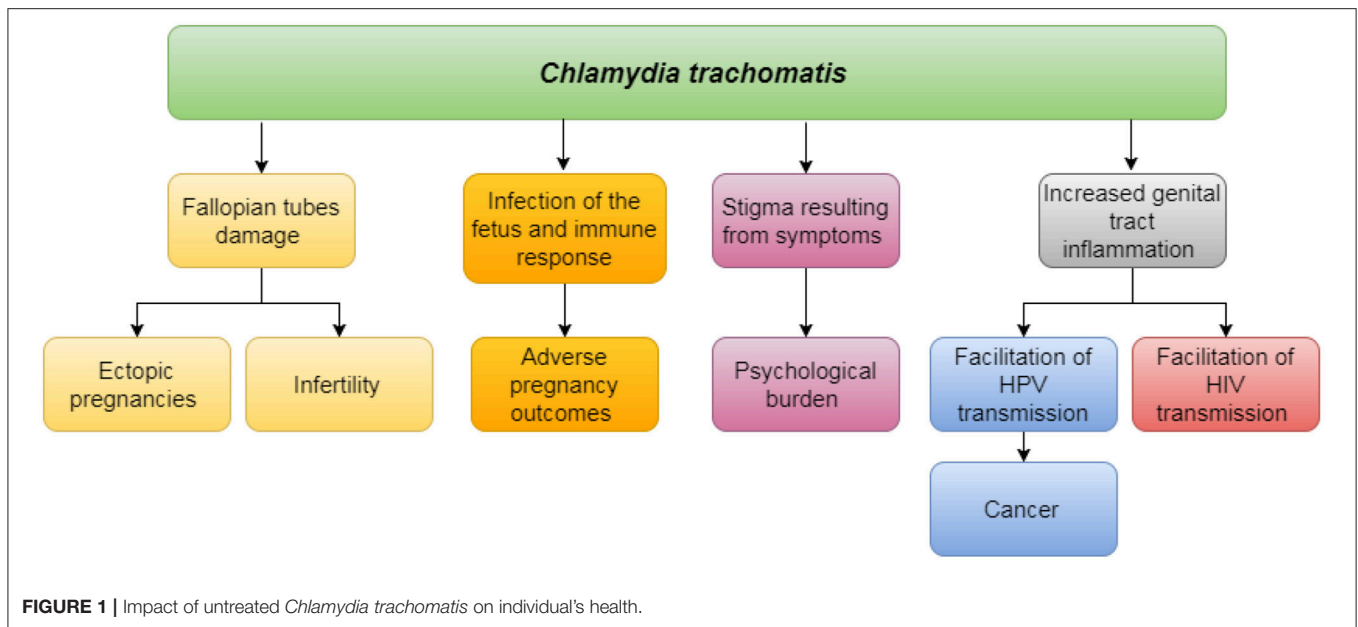 Chlamydia trachomatis
Fallopian tubes
damage
Infection of the
fetus and immune
response
Stigma resulting
from symptoms
Increased genital
tract
inflammation
Ectopic
pregnancies
Infertility
Adverse
pregnancy
outcomes
Psychological
burden
Facilitation of
HPV
transmission
Facilitation of
HIV
transmission
Cancer
FIGURE 1 | Impact of untreated Chlamydia trachomatis on individual's health.